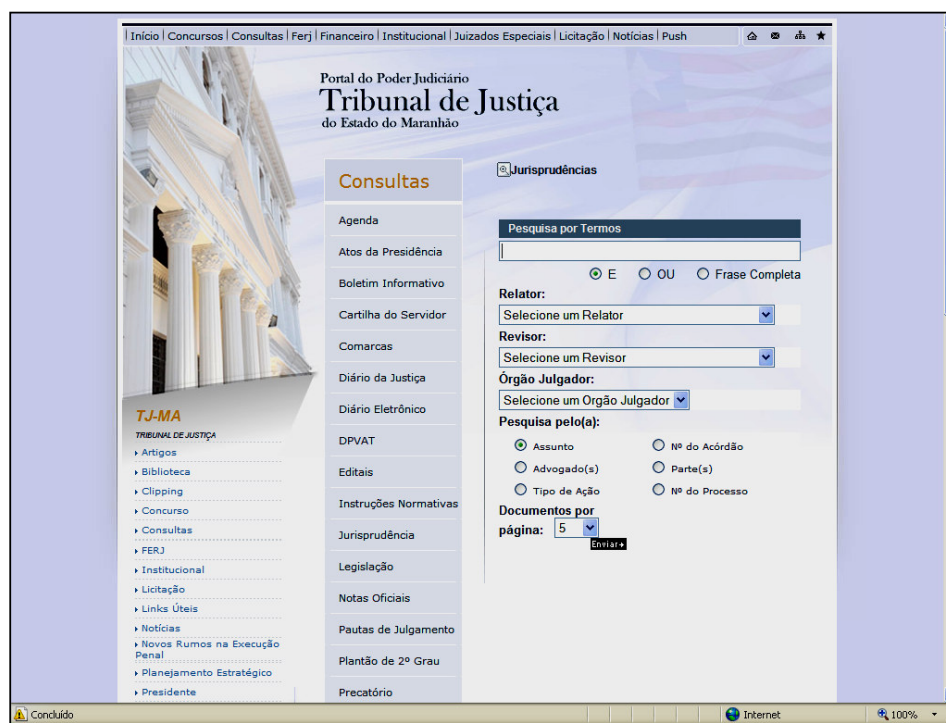 Início | Concursos | Consultas | Ferj | Financeiro | Institucional | Juizados Especiais | Licitação | Notícias | Push
Portal do Poder Judiciário
Tribunal de Justiça
do Estado do Maranhão
TJ-MA
TRIBUNAL DE JUSTIÇA
Artigos
Biblioteca
Clipping
Concurso
Consultas
FERJ
Institucional
Licitação
Links Úteis
Notícias
Novos Rumos na Execução
Penal
Planejamento Estratégico
Presidente
Consultas
Agenda
Atos da Presidência
Boletim Informativo
Cartilha do Servidor
Comarcas
Diário da Justiça
Diário Eletrônico
DPVAT
Editais
Instruções Normativas
Jurisprudência
Legislação
Notas Oficiais
Pautas de Julgamento
Plantão de 2º Grau
Precatório
Jurisprudências
Pesquisa por Termos
E OU Frase Completa
Relator:
Selecione um Relator
Revisor:
Selecione um Revisor
Órgão Julgador:
Selecione um Orgão Julgador
Pesquisa pelo(a):
Assunto Nº do Acórdão
Advogado(s) Parte(s)
Tipo de Ação Nº do Processo
Documentos por
página: 5
Enviar
Concluído Internet 100%